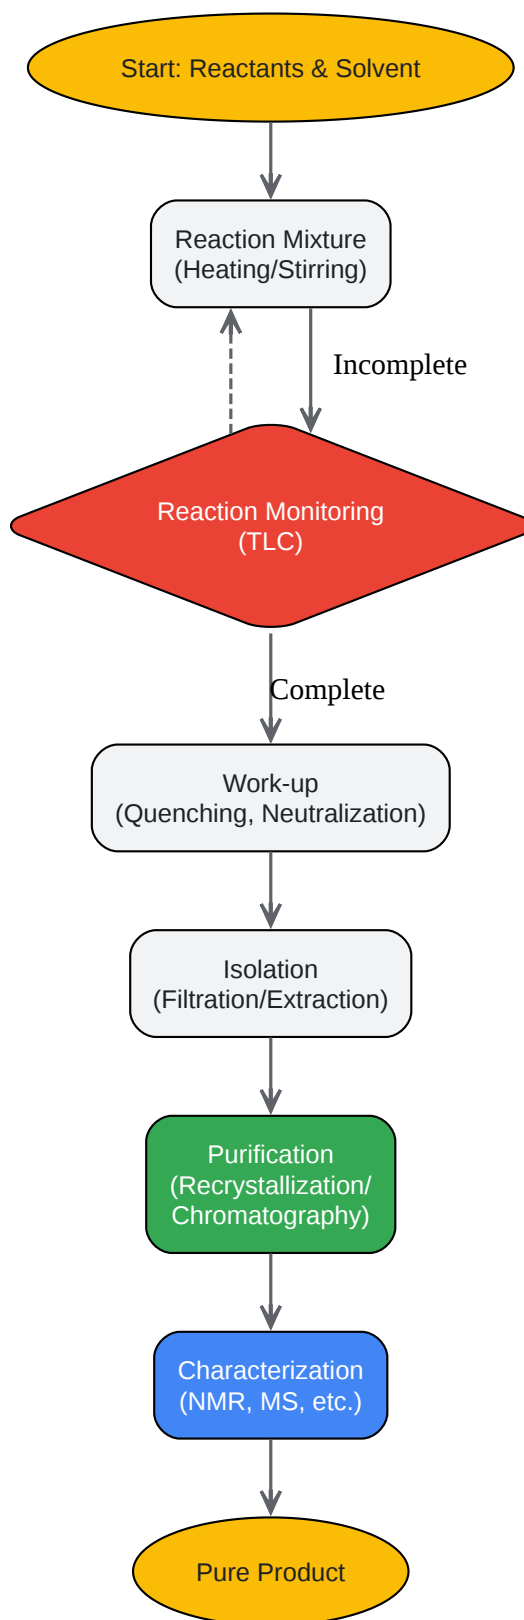 Start: Reactants & Solvent
Reaction Mixture
(Heating/Stirring)
Incomplete
Reaction Monitoring
(TLC)
Complete
Work-up
(Quenching, Neutralization)
Isolation
(Filtration/Extraction)
Purification
(Recrystallization/
Chromatography)
Characterization
(NMR, MS, etc.)
Pure Product